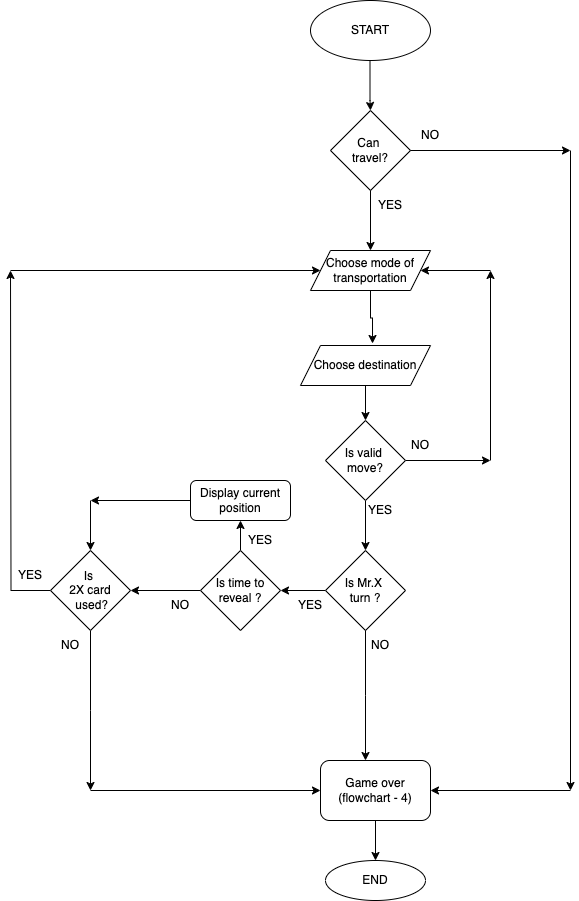 START
Can
travel?
NO
YES
Choose mode of
transportation
Choose destination
Is valid
move?
NO
YES
Display current
position
YES
Is
2X card
used?
YES
NO
Is time to
reveal ?
NO
YES
Is Mr.X
turn ?
NO
Game over
(flowchart - 4)
END